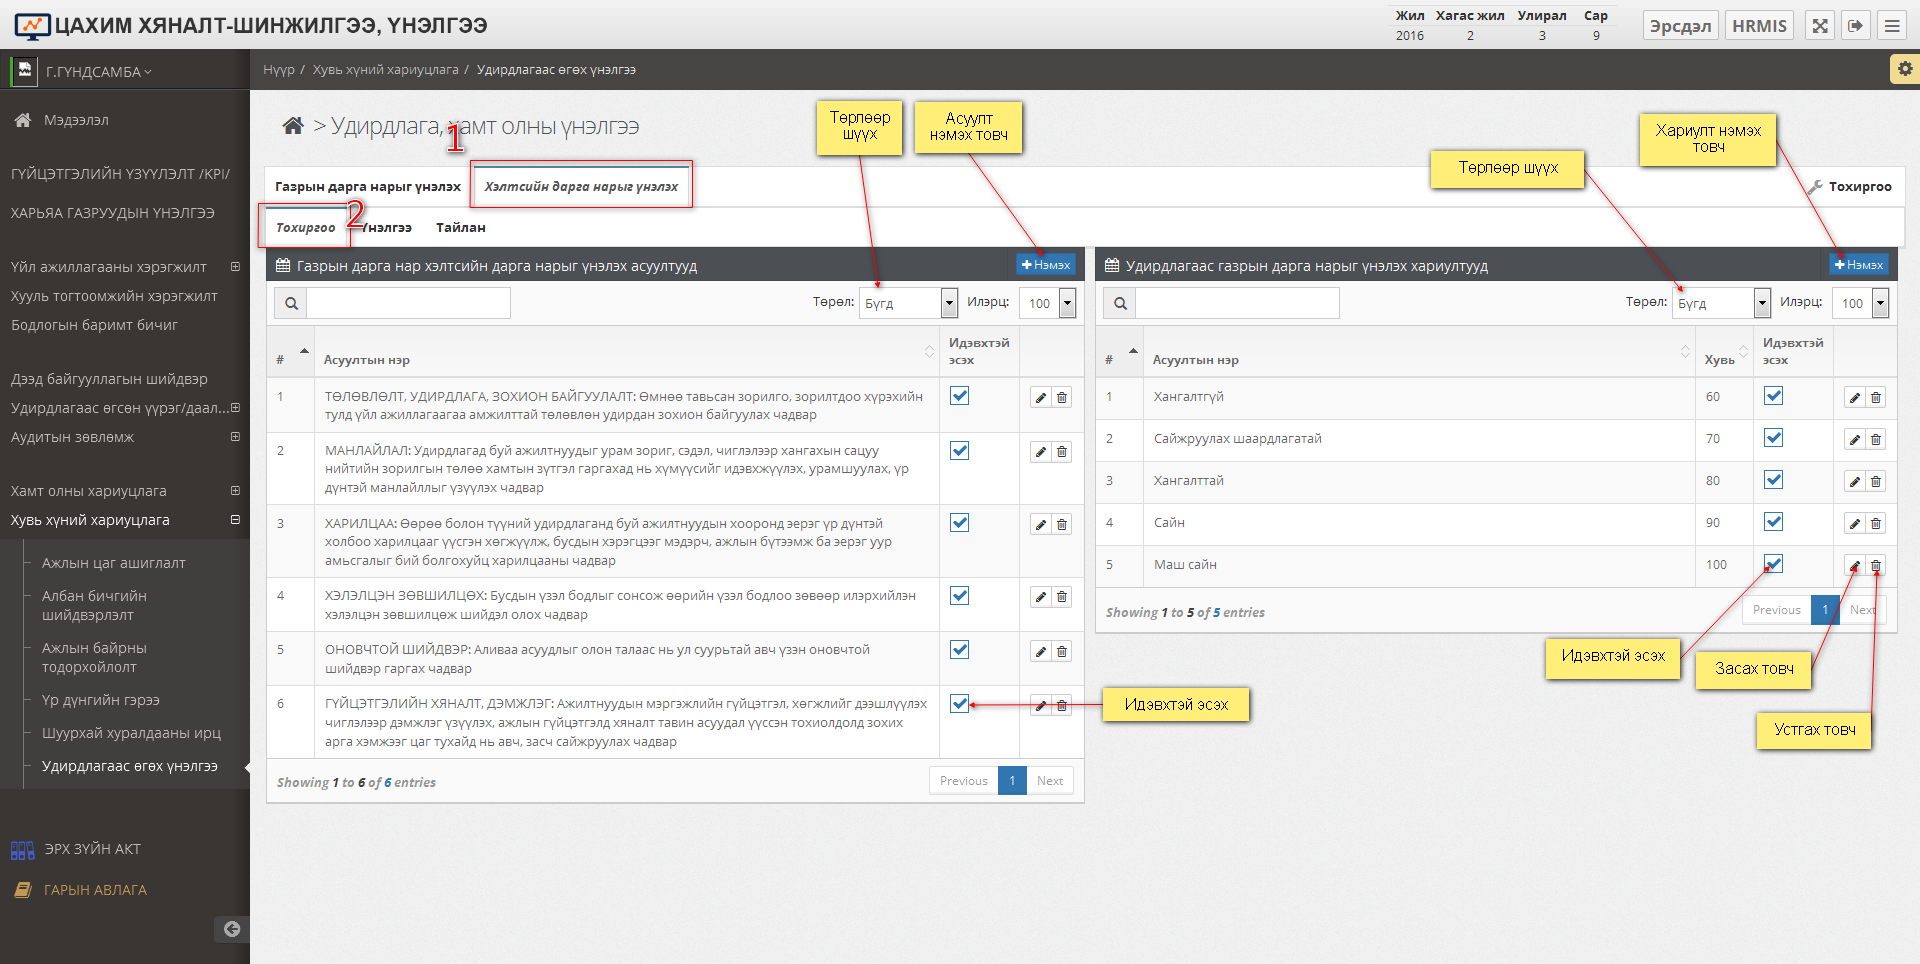 ЦАХИМ ХЯНАЛТ-ШИНЖИЛГЭЭ, ҮНЭЛГЭЭ
Жил Хагас жил Улирал Сар
2016 2 3 9
Эрсдэл HRMIS
Г.ГҮНДСАМБА
Нүүр / Хувь хүний хариуцлага / Удирдлагаас өгөх үнэлгээ
Мэдээлэл
ГҮЙЦЭТГЭЛИЙН ҮЗҮҮЛЭЛТ /KPI/
ХАРЬЯА ГАЗРУУДЫН ҮНЭЛГЭЭ
Үйл ажиллагааны хэрэгжилт
Хууль тогтоомжийн хэрэгжилт
Бодлогын баримт бичиг
Дээд байгууллагын шийдвэр
Удирдлагаас өгсөн үүрэг/даал...
Аудитын зөвлөмж
Хамт олны хариуцлага
Хувь хүний хариуцлага
Ажлын цаг ашиглалт
Албан бичгийн
шийдвэрлэлт
Ажлын байрны
тодорхойлолт
Үр дүнгийн гэрээ
Шуурхай хуралдааны ирц
Удирдлагаас өгөх үнэлгээ
ЭРХ ЗҮЙН АКТ
ГАРЫН АВЛАГА
> Удирдлага, хамт олны үнэлгээ
1
2
Төрлөөр
шүүх
Асуулт
нэмэх товч
Төрлөөр шүүх
Хариулт нэмэх
товч
Газрын дарга нарыг үнэлэх Хэлтсийн дарга нарыг үнэлэх Тохиргоо
Тохиргоо Үнэлгээ Тайлан
Газрын дарга нар хэлтсийн дарга нарыг үнэлэх асуултууд Нэмэх
Төрөл: Бүгд Илэрц: 100
# Асуултын нэр Идэвхтэй
эсэх
1 ТӨЛӨВЛӨЛТ, УДИРДЛАГА, ЗОХИОН БАЙГУУЛАЛТ: Өмнөө тавьсан зорилго, зорилтдоо хүрэхийн
тулд үйл ажиллагаагаа амжилттай төлөвлөн удирдан зохион байгуулах чадвар
2 МАНЛАЙЛАЛ: Удирдлагад буй ажилтнуудыг урам зориг, сэдэл, чиглэлээр хангахын сацуу
нийтийн зорилгын төлөө хамтын зүтгэл гаргахад нь хүмүүсийг идэвхжүүлэх, урамшуулах, үр
дүнтэй манлайллыг үзүүлэх чадвар
3 ХАРИЛЦАА: Өөрөө болон түүний удирдлаганд буй ажилтнуудын хооронд эерэг үр дүнтэй
холбоо харилцааг үүсгэн хөгжүүлж, бусдын хэрэгцээг мэдэрч, ажлын бүтээмж ба эерэг уур
амьсгалыг бий болгохуйц харилцааны чадвар
4 ХЭЛЭЛЦЭН ЗӨВШИЛЦӨХ: Бусдын үзэл бодлыг сонсож өөрийн үзэл бодлоо зөвөөр илэрхийлэн
хэлэлцэн зөвшилцөж шийдэл олох чадвар
5 ОНОВЧТОЙ ШИЙДВЭР: Аливаа асуудлыг олон талаас нь ул суурьтай авч үзэн оновчтой
шийдвэр гаргах чадвар
6 ГҮЙЦЭТГЭЛИЙН ХЯНАЛТ, ДЭМЖЛЭГ: Ажилтнуудын мэргэжлийн гүйцэтгэл, хөгжлийг дээшлүүлэх
чиглэлээр дэмжлэг үзүүлэх, ажлын гүйцэтгэлд хяналт тавин асуудал үүссэн тохиолдолд зохих
арга хэмжээг цаг тухайд нь авч, засч сайжруулах чадвар
Showing 1 to 6 of 6 entries Previous 1 Next
Удирдлагаас газрын дарга нарыг үнэлэх хариултууд Нэмэх
Төрөл: Бүгд Илэрц: 100
# Асуултын нэр Хувь Идэвхтэй
эсэх
1 Хангалтгүй 60
2 Сайжруулах шаардлагатай 70
3 Хангалттай 80
4 Сайн 90
5 Маш сайн 100
Showing 1 to 5 of 5 entries Previous 1 Next
Идэвхтэй эсэх
Засах товч
Идэвхтэй эсэх
Устгах товч